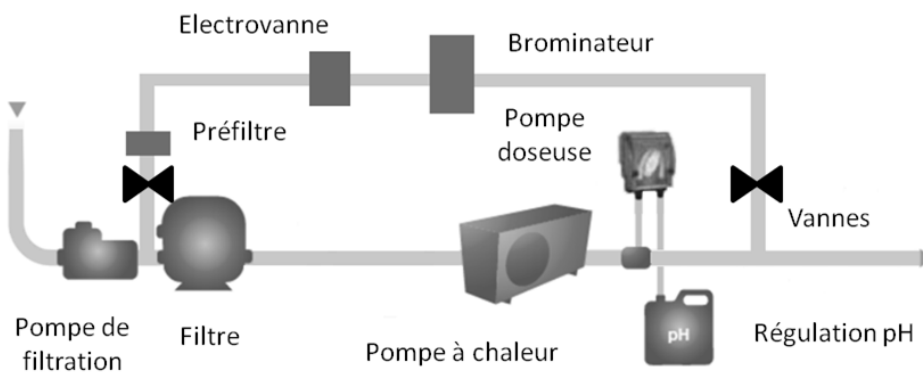 Electrovanne
Brominateur
Préfiltre
Pompe
doseuse
Vannes
Pompe de
filtration
Filtre
Pompe à chaleur
pH
Régulation pH